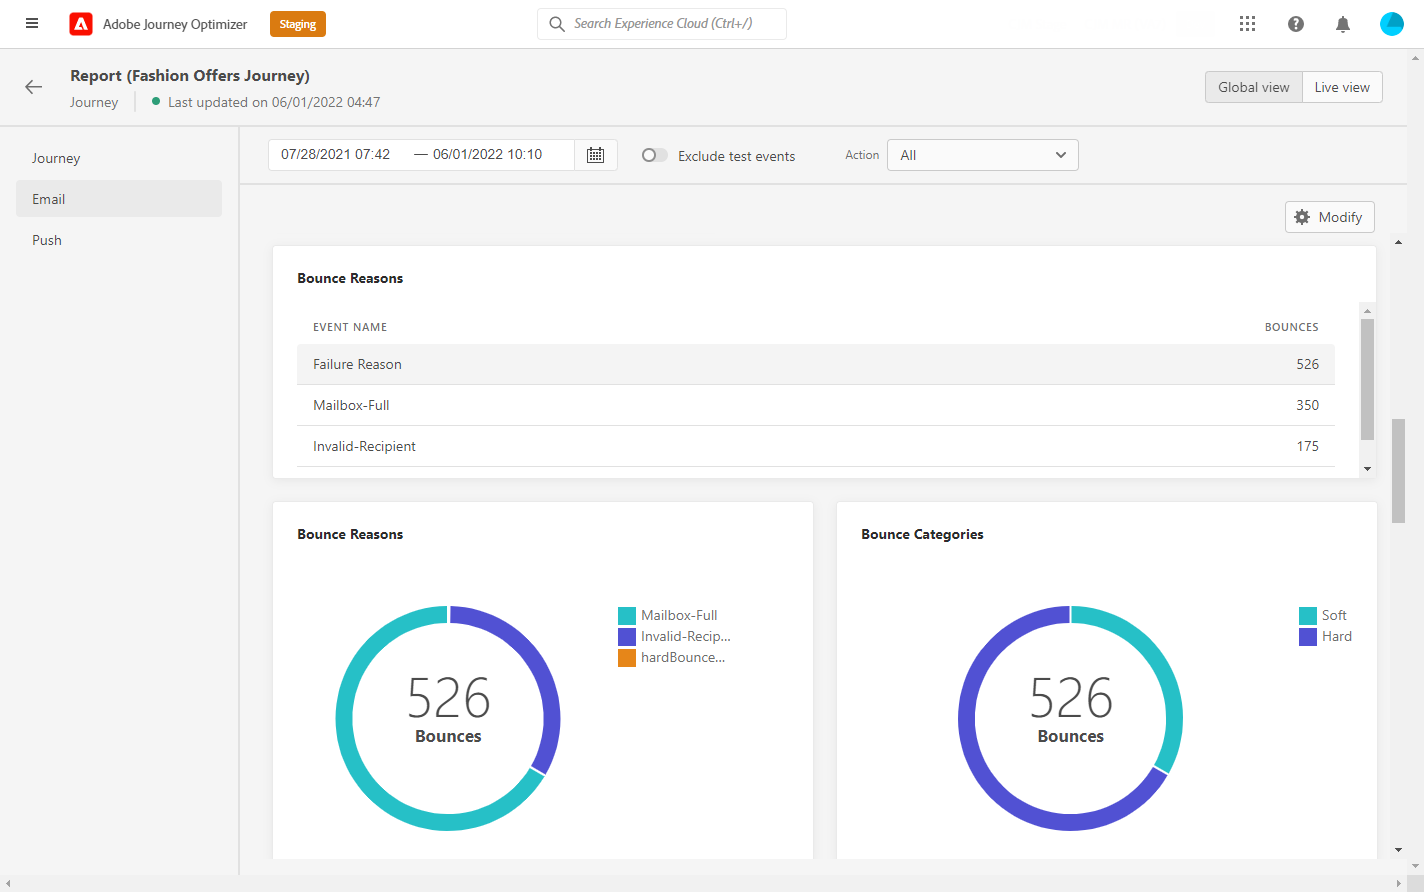 Adobe Journey Optimizer
Staging
Search Experience Cloud (Ctrl+/)
Report (Fashion Offers Journey)
Journey
Last updated on 06/01/2022 04:47
Global view
Live view
Journey
Email
Push
07/28/2021 07:42 — 06/01/2022 10:10
Exclude test events
Action
All
Modify
Bounce Reasons
EVENT NAME BOUNCES
Failure Reason 526
Mailbox-Full 350
Invalid-Recipient 175
Bounce Reasons
526
Bounces
Mailbox-Full
Invalid-Recip...
hardBounce...
Bounce Categories
526
Bounces
Soft
Hard